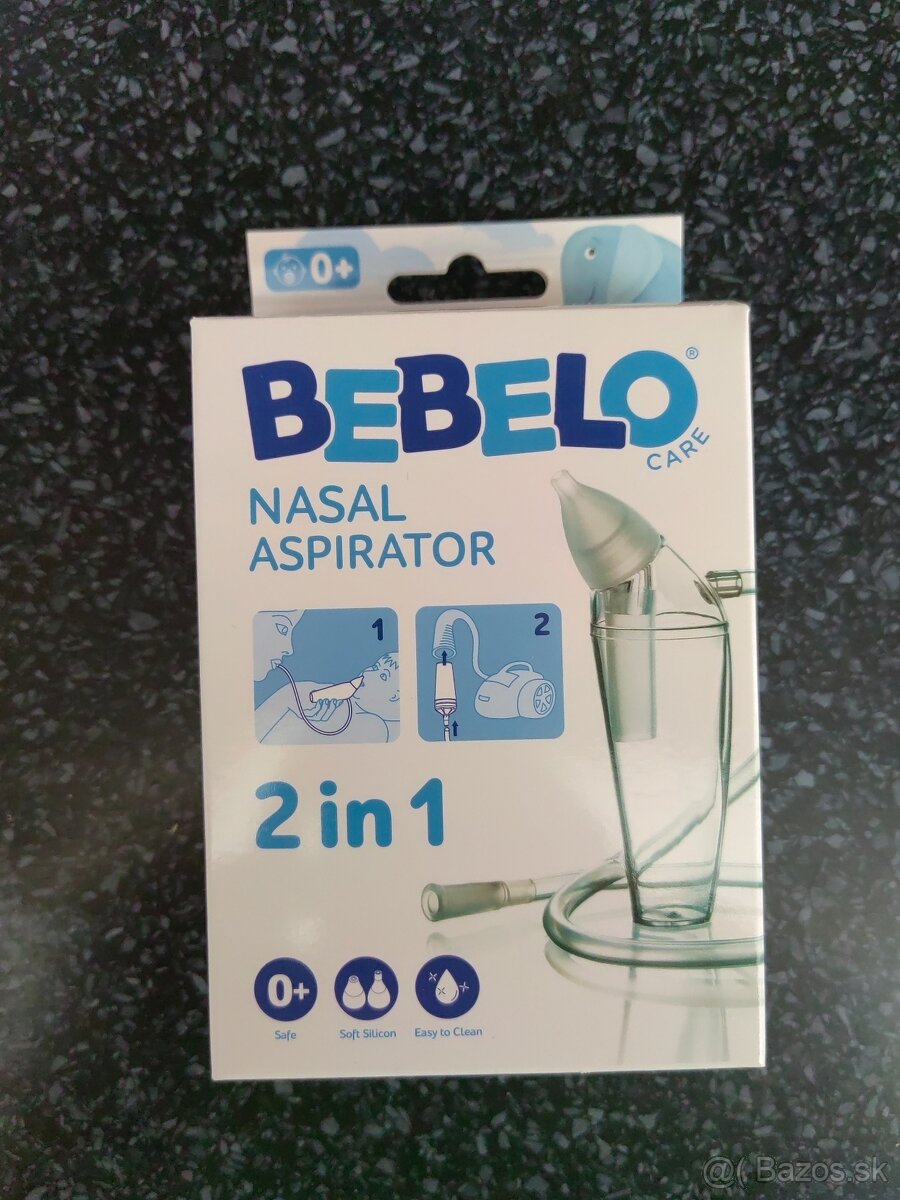 0+
BEBELO®
CARE
NASAL
ASPIRATOR
1
2
2 in 1
0+
Safe
Soft Silicon
Easy to Clean
@( Bazos.sk